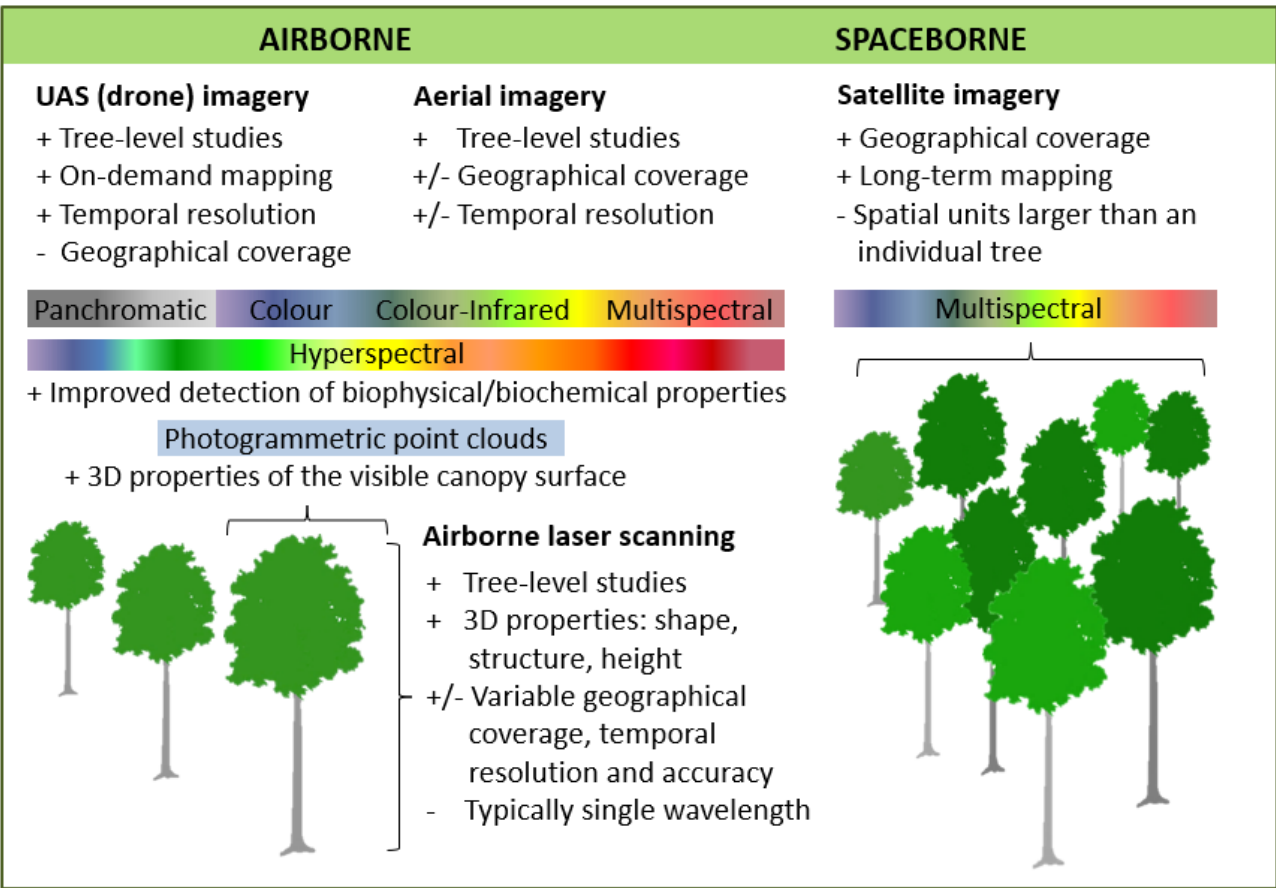 AIRBORNE
SPACEBORNE
UAS (drone) imagery
+ Tree-level studies
+ On-demand mapping
+ Temporal resolution
- Geographical coverage
Aerial imagery
+ Tree-level studies
+/- Geographical coverage
+/- Temporal resolution
Satellite imagery
+ Geographical coverage
+ Long-term mapping
- Spatial units larger than an
individual tree
Panchromatic Colour Colour-Infrared Multispectral
Hyperspectral
+ Improved detection of biophysical/biochemical properties
Photogrammetric point clouds
+ 3D properties of the visible canopy surface
Multispectral
Airborne laser scanning
+ Tree-level studies
+ 3D properties: shape,
structure, height
+/- Variable geographical
coverage, temporal
resolution and accuracy
- Typically single wavelength